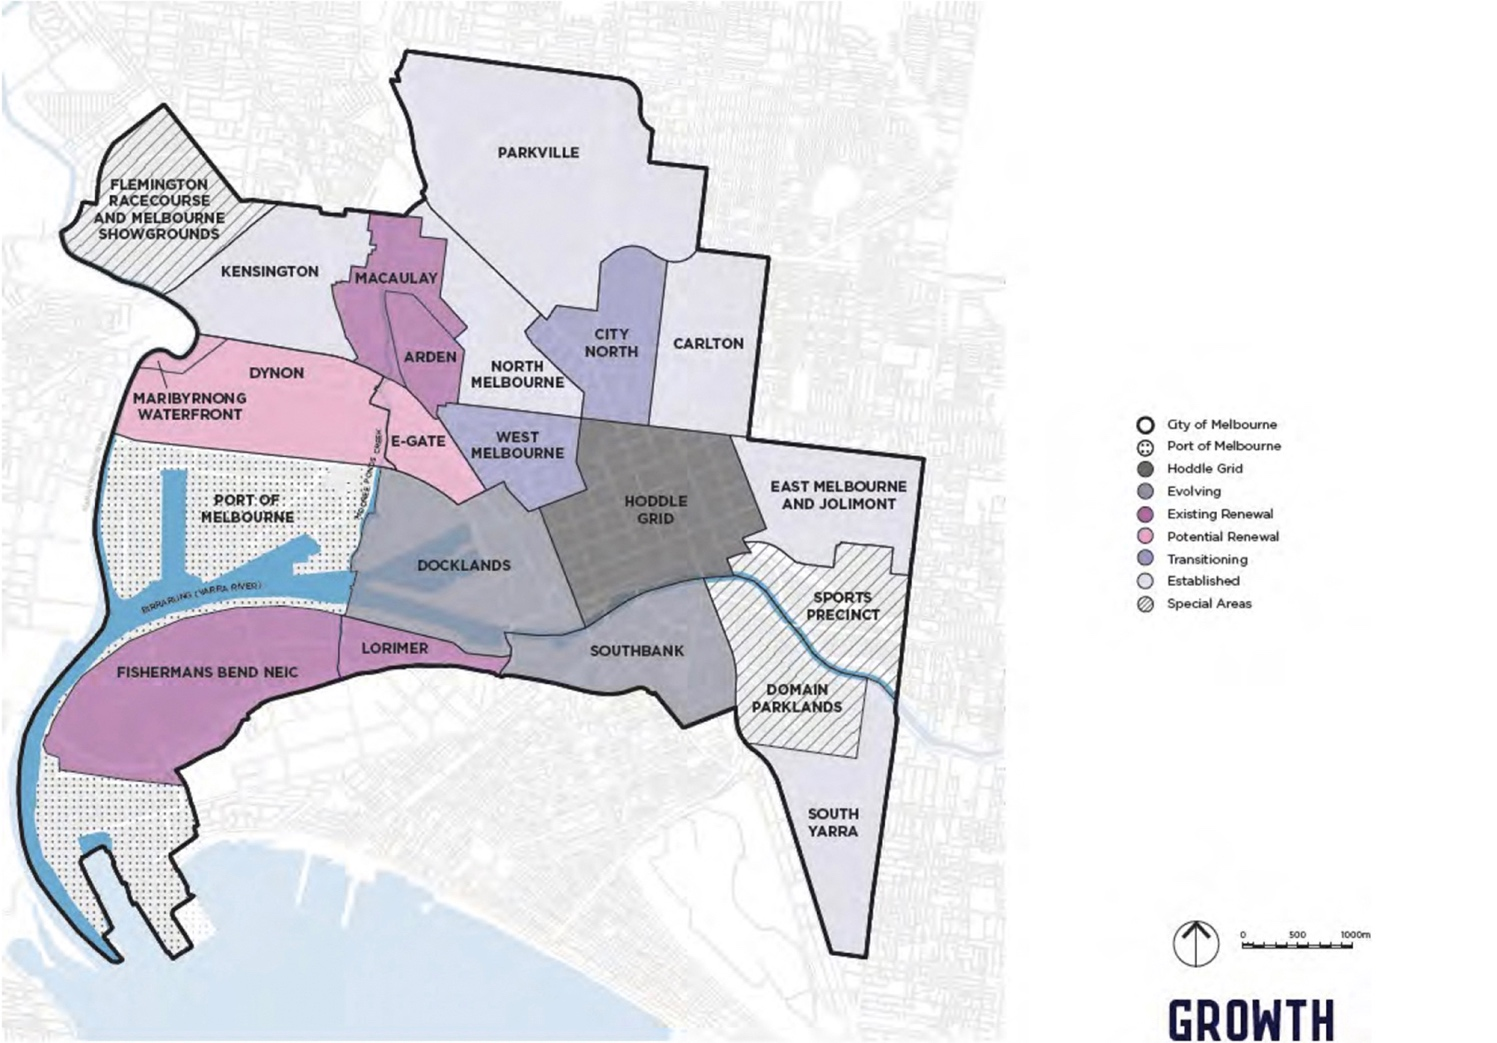 PARKVILLE
FLEMINGTON
RACECOURSE
AND MELBOURNE
SHOWGROUNDS
KENSINGTON
MACAULAY
CITY
NORTH
CARLTON
ARDEN
NORTH
MELBOURNE
DYNON
MARIBYRNONG
WATERFRONT
E-GATE
WEST
MELBOURNE
MOONEE PONDS CREEK
PORT OF
MELBOURNE
HODDLE
GRID
EAST MELBOURNE
AND JOLIMONT
DOCKLANDS
BIRRARUNG (YARRA RIVER)
SPORTS
PRECINCT
LORIMER
SOUTHBANK
FISHERMANS BEND NEIC
DOMAIN
PARKLANDS
SOUTH
YARRA
City of Melbourne
Port of Melbourne
Hoddle Grid
Evolving
Existing Renewal
Potential Renewal
Transitioning
Established
Special Areas
0 500 1000m
GROWTH